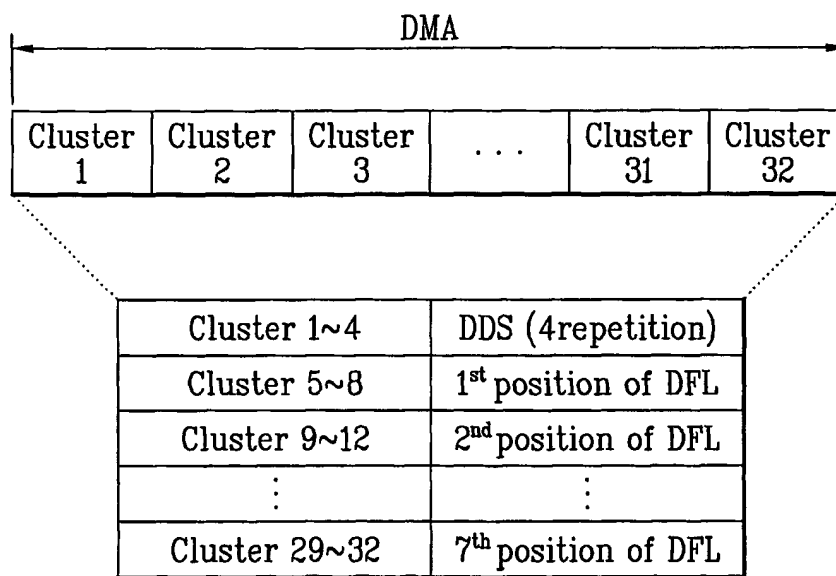 DMA
Cluster 1
Cluster 2
Cluster 3
. . .
Cluster 31
Cluster 32
Cluster 1~4 DDS (4repetition)
Cluster 5~8 1st position of DFL
Cluster 9~12 2nd position of DFL
⋮ ⋮
Cluster 29~32 7th position of DFL